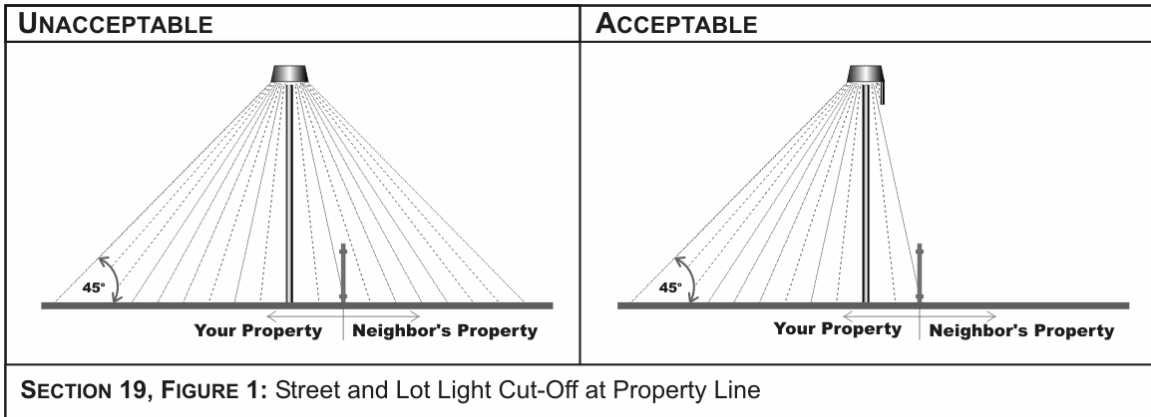 UNACCEPTABLE
ACCEPTABLE
45°
Your Property Neighbor's Property
45°
Your Property Neighbor's Property
SECTION 19, FIGURE 1: Street and Lot Light Cut-Off at Property Line